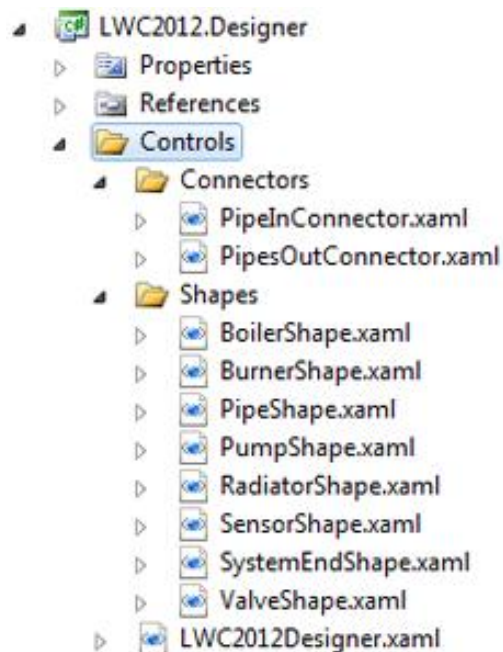 LWC2012.Designer
Properties
References
Controls
Connectors
PipeInConnector.xaml
PipesOutConnector.xaml
Shapes
BoilerShape.xaml
BurnerShape.xaml
PipeShape.xaml
PumpShape.xaml
RadiatorShape.xaml
SensorShape.xaml
SystemEndShape.xaml
ValveShape.xaml
LWC2012Designer.xaml